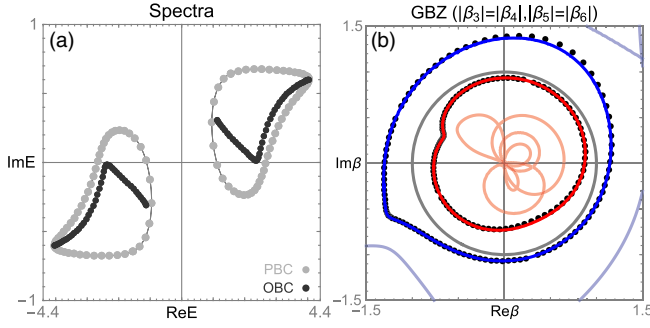 Spectra
(a)
1
ImE
-1
-4.4
ReE
4.4
PBC
OBC
GBZ (|β₃|=|β₄|.|β₅|=|β₆|)
(b)
1.5
Imβ
-1.5
-1.5
Reβ
1.5